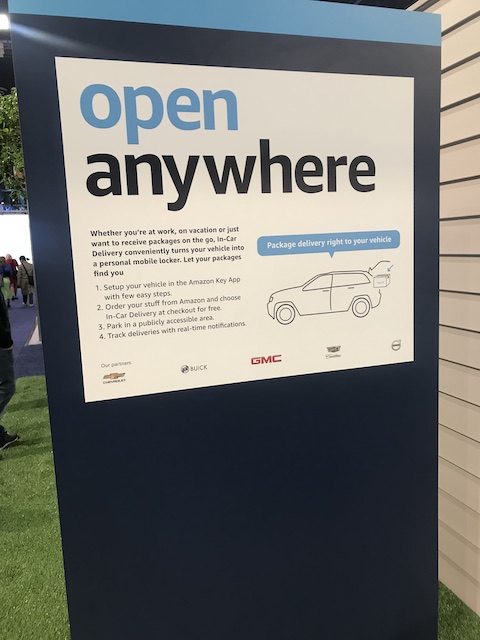 open
anywhere
Whether you're at work, on vacation or just
want to receive packages on the go, In-Car
Delivery conveniently turns your vehicle into
a personal mobile locker. Let your packages
find you
1. Setup your vehicle in the Amazon Key App
with few easy steps.
2. Order your stuff from Amazon and choose
In-Car Delivery at checkout for free.
3. Park in a publicly accessible area.
4. Track deliveries with real-time notifications.
Package delivery right to your vehicle
Our partners
CHEVROLET
BUICK
GMC
Cadillac